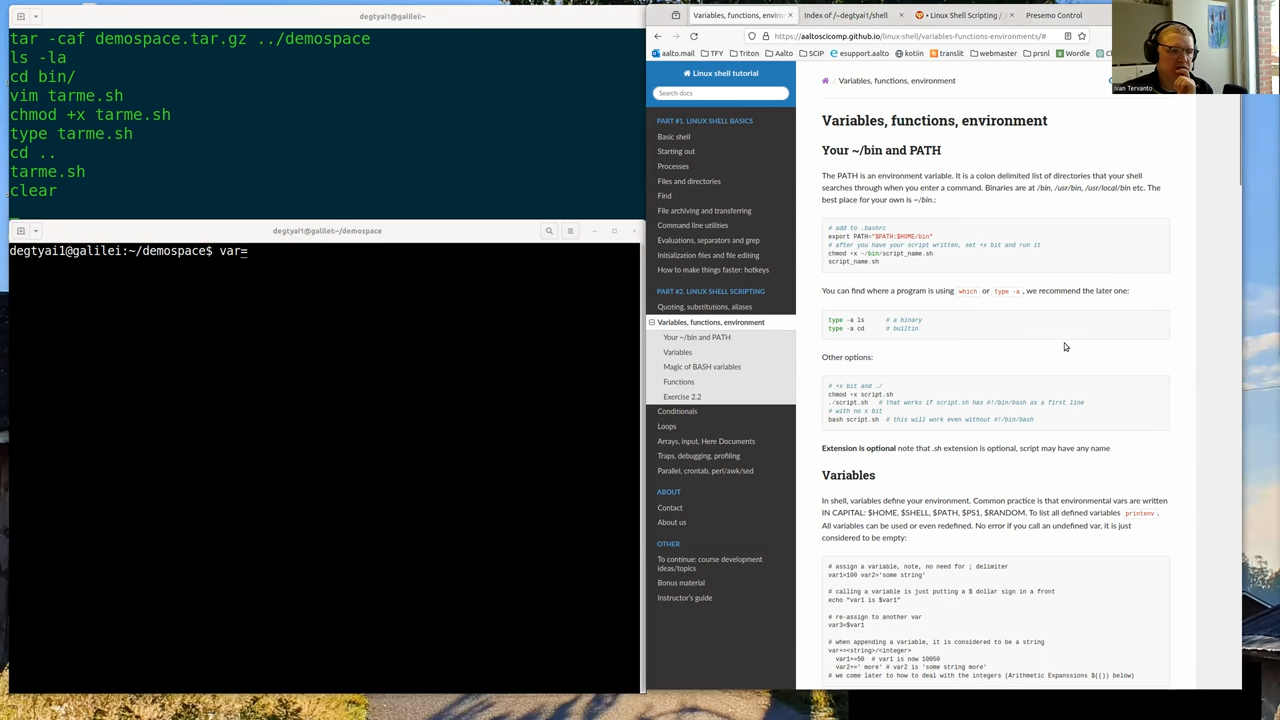 degtyai1@galilei:~
tar -caf demospace.tar.gz ../demospace
ls -la
cd bin/
vim tarme.sh
chmod +x tarme.sh
type tarme.sh
cd ..
tarme.sh
clear
degtyai1@galilei:~/demospace
degtyai1@galilei:~/demospace$ var=
Variables, functions, environ
Index of /~degtyai1/shell
• Linux Shell Scripting /
Presemo Control
https://aaltoscicomp.github.io/linux-shell/variables-functions-environments/#
aalto.mail
TFY
Triton
Aalto
SCIP
esupport.aalto
kotiin
translit
webmaster
prsnl
Wordle
Ivan Tervanto
Linux shell tutorial
Search docs
PART #1. LINUX SHELL BASICS
Basic shell
Starting out
Processes
Files and directories
Find
File archiving and transferring
Command line utilities
Evaluations, separators and grep
Initialization files and file editing
How to make things faster: hotkeys
PART #2. LINUX SHELL SCRIPTING
Quoting, substitutions, aliases
Variables, functions, environment
Your ~/bin and PATH
Variables
Magic of BASH variables
Functions
Exercise 2.2
Conditionals
Loops
Arrays, input, Here Documents
Traps, debugging, profiling
Parallel, crontab, perl/awk/sed
ABOUT
Contact
About us
OTHER
To continue: course development
ideas/topics
Bonus material
Instructor's guide
/ Variables, functions, environment
Variables, functions, environment
Your ~/bin and PATH
The PATH is an environment variable. It is a colon delimited list of directories that your shell
searches through when you enter a command. Binaries are at /bin, /usr/bin, /usr/local/bin etc. The
best place for your own is ~/bin.:
# add to .bashrc
export PATH="$PATH:$HOME/bin"
# after you have your script written, set +x bit and run it
chmod +x ~/bin/script_name.sh
script_name.sh
You can find where a program is using which or type -a, we recommend the later one:
type -a ls # a binary
type -a cd # builtin
Other options:
# +x bit and ./
chmod +x script.sh
./script.sh # that works if script.sh has #!/bin/bash as a first line
# with no x bit
bash script.sh # this will work even without #!/bin/bash
Extension is optional note that .sh extension is optional, script may have any name
Variables
In shell, variables define your environment. Common practice is that environmental vars are written
IN CAPITAL: $HOME, $SHELL, $PATH, $PS1, $RANDOM. To list all defined variables printenv.
All variables can be used or even redefined. No error if you call an undefined var, it is just
considered to be empty:
# assign a variable, note, no need for ; delimiter
var1=100 var2='some string'
# calling a variable is just putting a $ dollar sign in a front
echo "var1 is $var1"
# re-assign to another var
var3=$var1
# when appending a variable, it is considered to be a string
var+=<string>/<integer>
var1+=50 # var1 is now 10050
var2+=' more' # var2 is 'some string more'
# we come later to how to deal with the integers (Arithmetic Expanssions $(()) below)